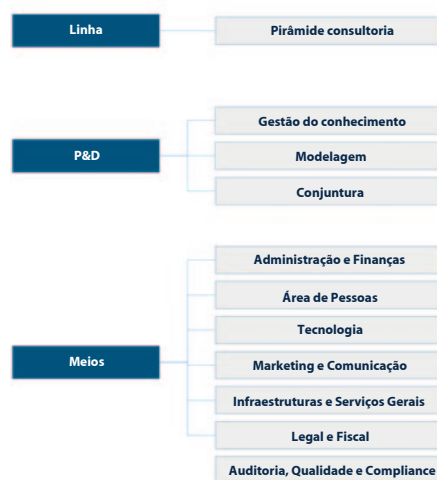 Linha
Pirâmide consultoria
P&D
Gestão do conhecimento
Modelagem
Conjuntura
Meios
Administração e Finanças
Área de Pessoas
Tecnologia
Marketing e Comunicação
Infraestruturas e Serviços Gerais
Legal e Fiscal
Auditoria, Qualidade e Compliance